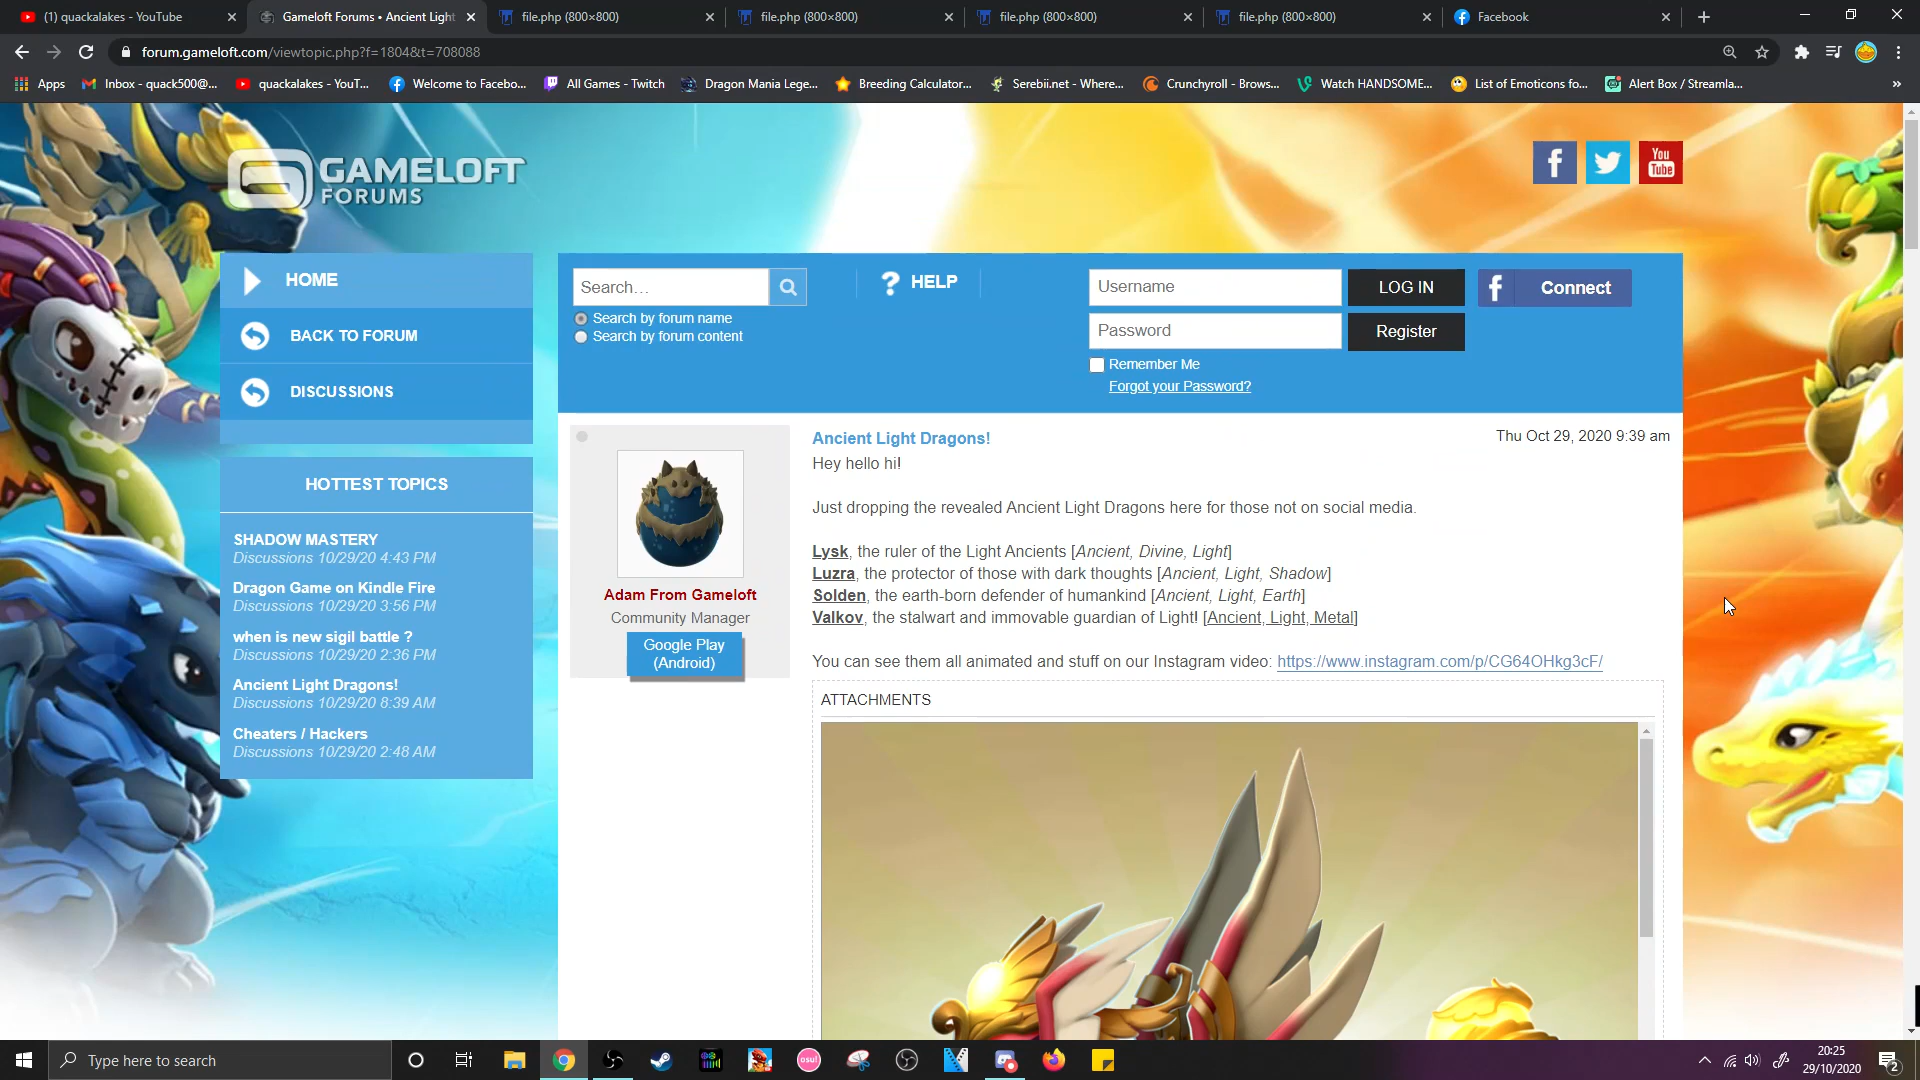 (1) quackalakes - YouTube
Gameloft Forums • Ancient Light
file.php (800×800)
file.php (800×800)
file.php (800×800)
file.php (800×800)
Facebook
forum.gameloft.com/viewtopic.php?f=1804&t=708088
Apps
Inbox - quack500@...
quackalakes - YouT...
Welcome to Facebo...
All Games - Twitch
Dragon Mania Lege...
Breeding Calculator...
Serebii.net - Where...
Crunchyroll - Brows...
Watch HANDSOME...
List of Emoticons fo...
Alert Box / Streamla...
GAMELOFT
FORUMS
You
Tube
HOME
BACK TO FORUM
DISCUSSIONS
HOTTEST TOPICS
SHADOW MASTERY
Discussions 10/29/20 4:43 PM
Dragon Game on Kindle Fire
Discussions 10/29/20 3:56 PM
when is new sigil battle ?
Discussions 10/29/20 2:36 PM
Ancient Light Dragons!
Discussions 10/29/20 8:39 AM
Cheaters / Hackers
Discussions 10/29/20 2:48 AM
Search…
Search by forum name
Search by forum content
? HELP
Username
LOG IN
Connect
Password
Register
Remember Me
Forgot your Password?
Adam From Gameloft
Community Manager
Google Play
(Android)
Ancient Light Dragons!
Thu Oct 29, 2020 9:39 am
Hey hello hi!
Just dropping the revealed Ancient Light Dragons here for those not on social media.
Lysk, the ruler of the Light Ancients [Ancient, Divine, Light]
Luzra, the protector of those with dark thoughts [Ancient, Light, Shadow]
Solden, the earth-born defender of humankind [Ancient, Light, Earth]
Valkov, the stalwart and immovable guardian of Light! [Ancient, Light, Metal]
You can see them all animated and stuff on our Instagram video: https://www.instagram.com/p/CG64OHkg3cF/
ATTACHMENTS
Type here to search
osu!
20:25
29/10/2020
2